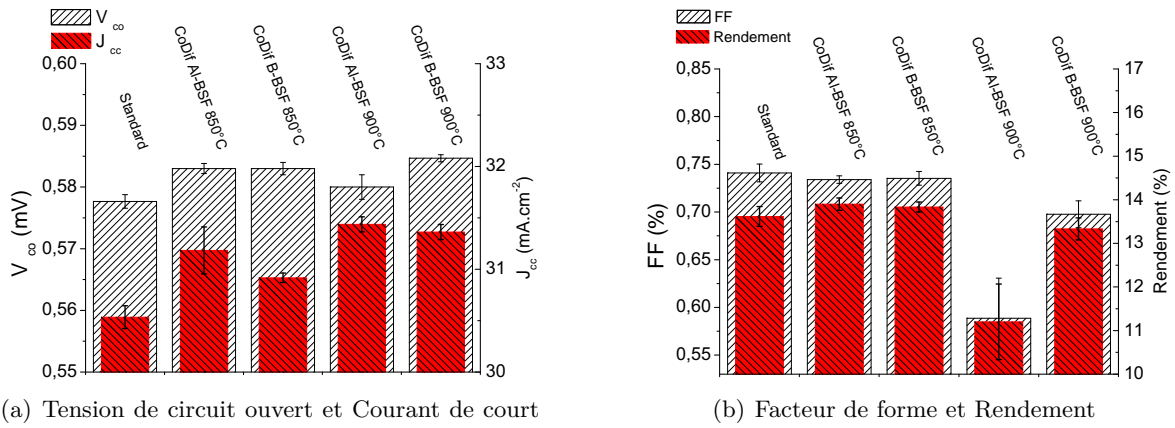 V co
J cc
0,60
0,59
0,58
0,57
0,56
0,55
V co (mV)
Standard
CoDif Al-BSF 850°C
CoDif B-BSF 850°C
CoDif Al-BSF 900°C
CoDif B-BSF 900°C
33
32
31
30
J cc (mA.cm-2)
(a) Tension de circuit ouvert et Courant de court
FF
Rendement
0,85
0,80
0,75
0,70
0,65
0,60
0,55
FF (%)
Standard
CoDif Al-BSF 850°C
CoDif B-BSF 850°C
CoDif Al-BSF 900°C
CoDif B-BSF 900°C
17
16
15
14
13
12
11
10
Rendement (%)
(b) Facteur de forme et Rendement